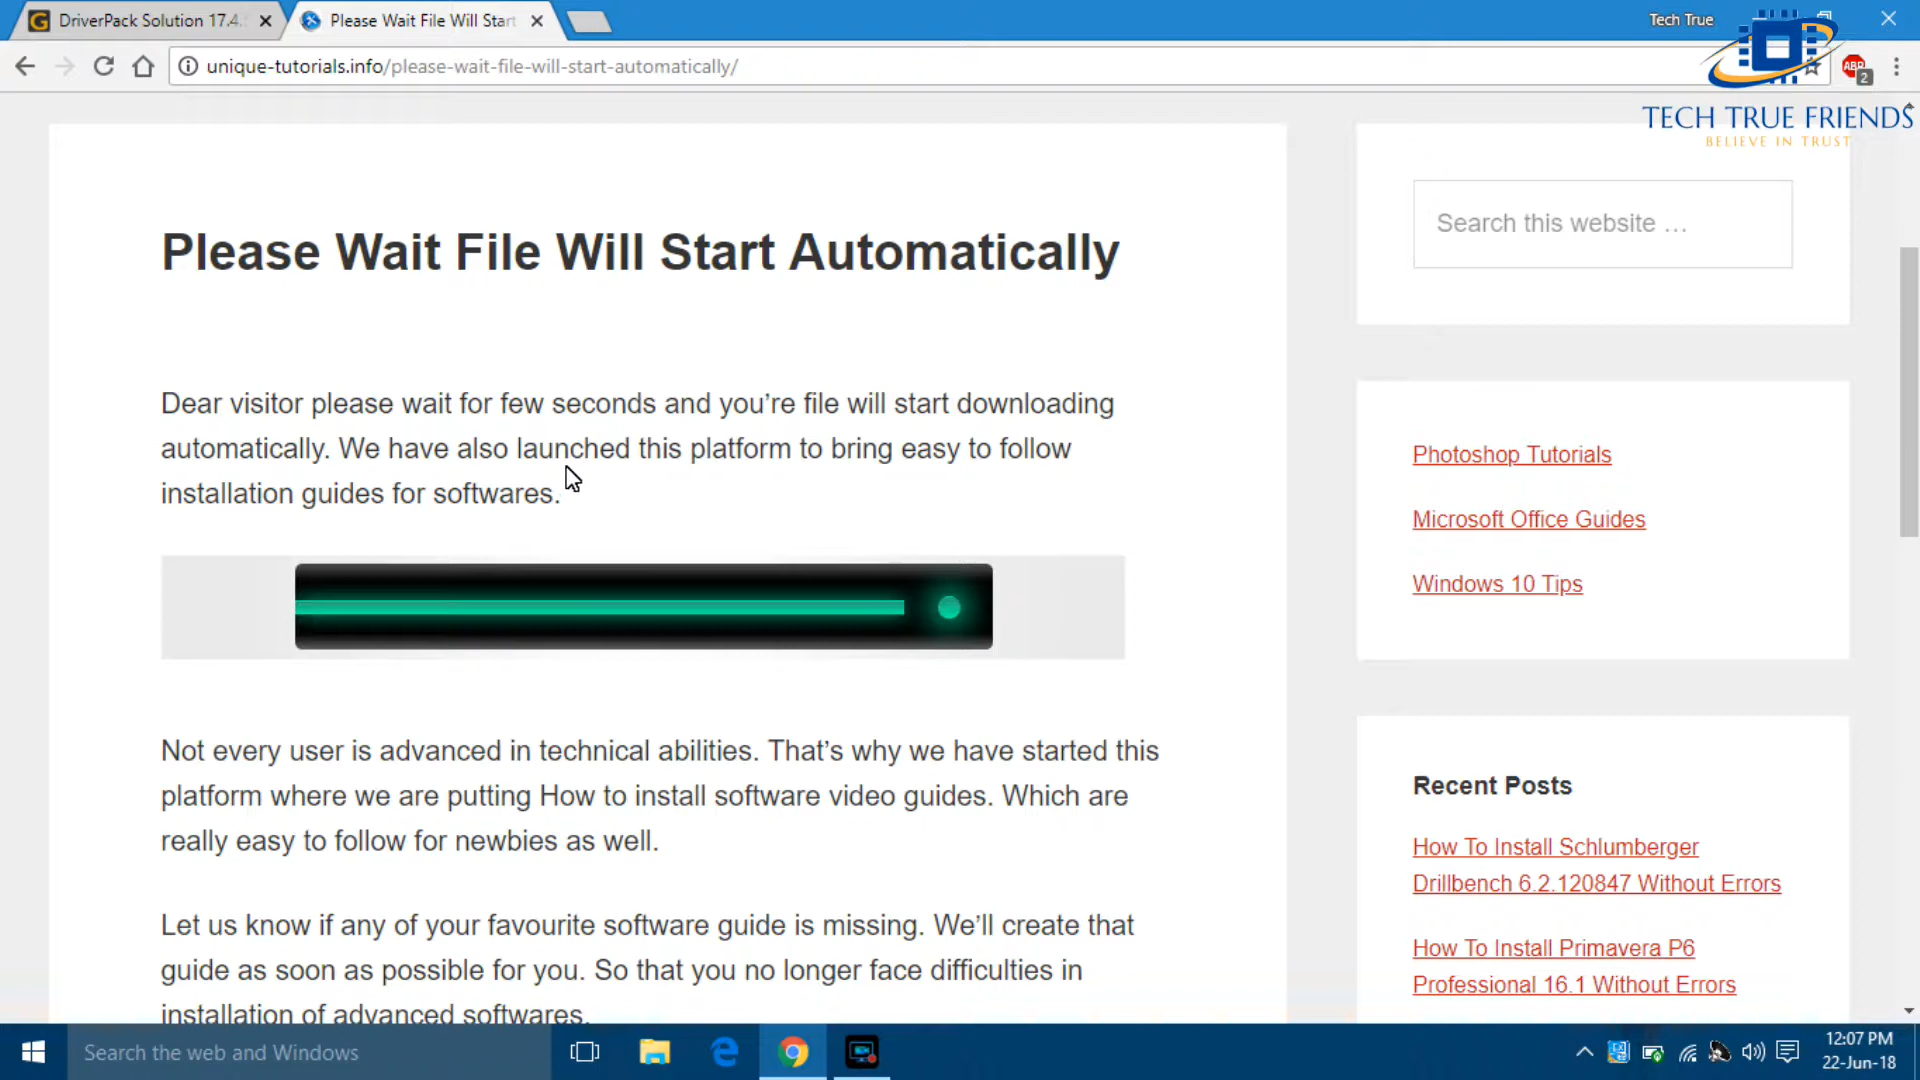 DriverPack Solution 17.4.
Please Wait File Will Start
Tech True
unique-tutorials.info/please-wait-file-will-start-automatically/
ABP
2
TECH TRUE FRIENDS
BELIEVE IN TRUST
Please Wait File Will Start Automatically
Dear visitor please wait for few seconds and you’re file will start downloading
automatically. We have also launched this platform to bring easy to follow
installation guides for softwares.
Not every user is advanced in technical abilities. That’s why we have started this
platform where we are putting How to install software video guides. Which are
really easy to follow for newbies as well.
Let us know if any of your favourite software guide is missing. We’ll create that
guide as soon as possible for you. So that you no longer face difficulties in
installation of advanced softwares.
Search this website …
Photoshop Tutorials
Microsoft Office Guides
Windows 10 Tips
Recent Posts
How To Install Schlumberger
Drillbench 6.2.120847 Without Errors
How To Install Primavera P6
Professional 16.1 Without Errors
Search the web and Windows
12:07 PM
22-Jun-18